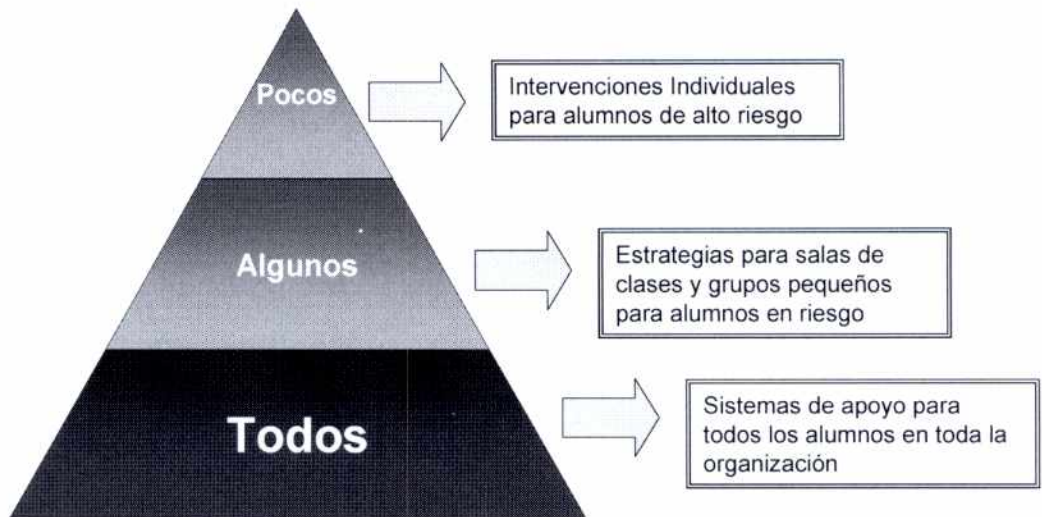 Pocos
Intervenciones Individuales
para alumnos de alto riesgo
Algunos
Estrategias para salas de
clases y grupos pequeños
para alumnos en riesgo
Todos
Sistemas de apoyo para
todos los alumnos en toda la
organización